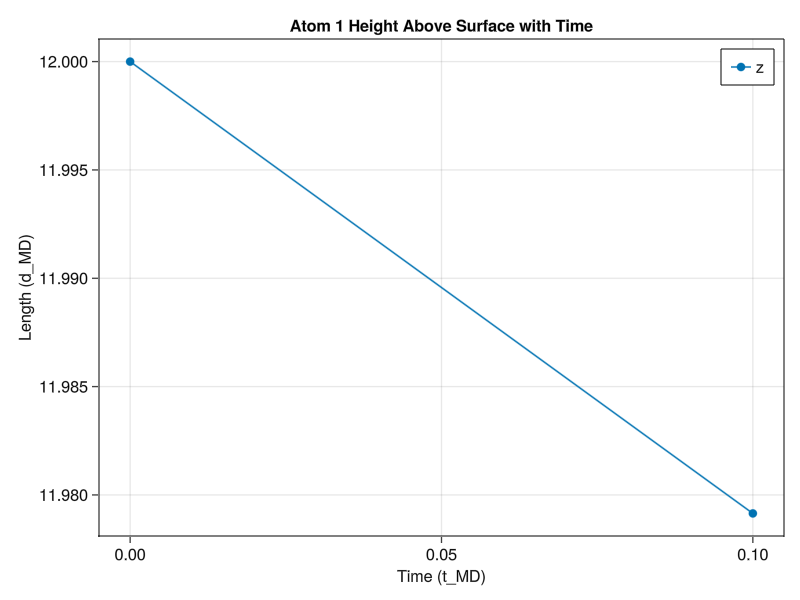 Atom 1 Height Above Surface with Time
12.000
11.995
11.990
11.985
11.980
Length (d_MD)
z
0.00
0.05
0.10
Time (t_MD)